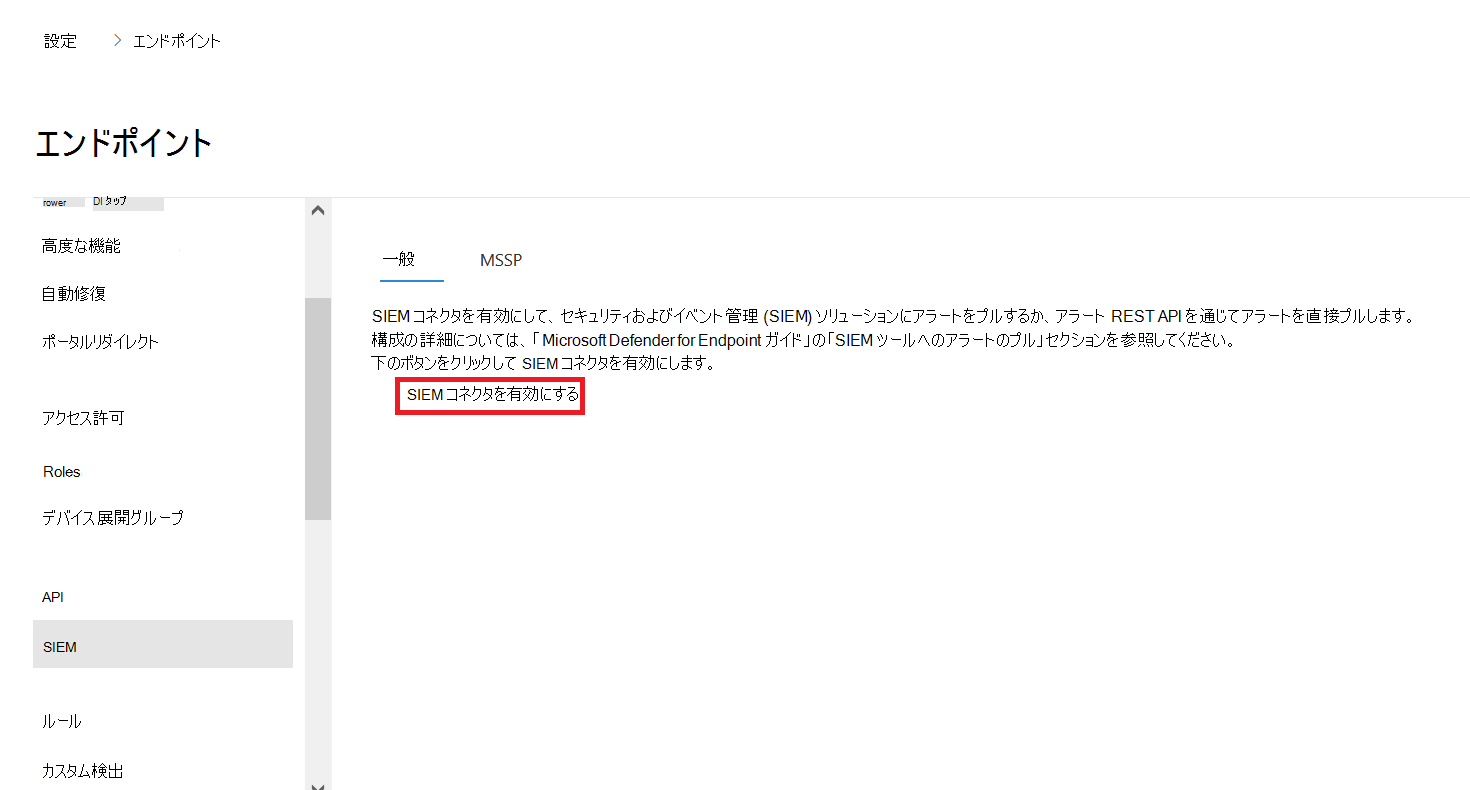 設定 > エンドポイント
エンドポイント
rower DI タップ
高度な機能
自動修復
ポータルリダイレクト
アクセス許可
Roles
デバイス展開グループ
API
SIEM
ルール
カスタム検出
一般 MSSP
SIEM コネクタを有効にして、セキュリティおよびイベント管理 (SIEM) ソリューションにアラートをプルするか、アラート REST API を通じてアラートを直接プルします。
構成の詳細については、「 Microsoft Defender for Endpoint ガイド」の「SIEM ツールへのアラートのプル」セクションを参照してください。
下のボタンをクリックして SIEM コネクタを有効にします。
SIEM コネクタを有効にする